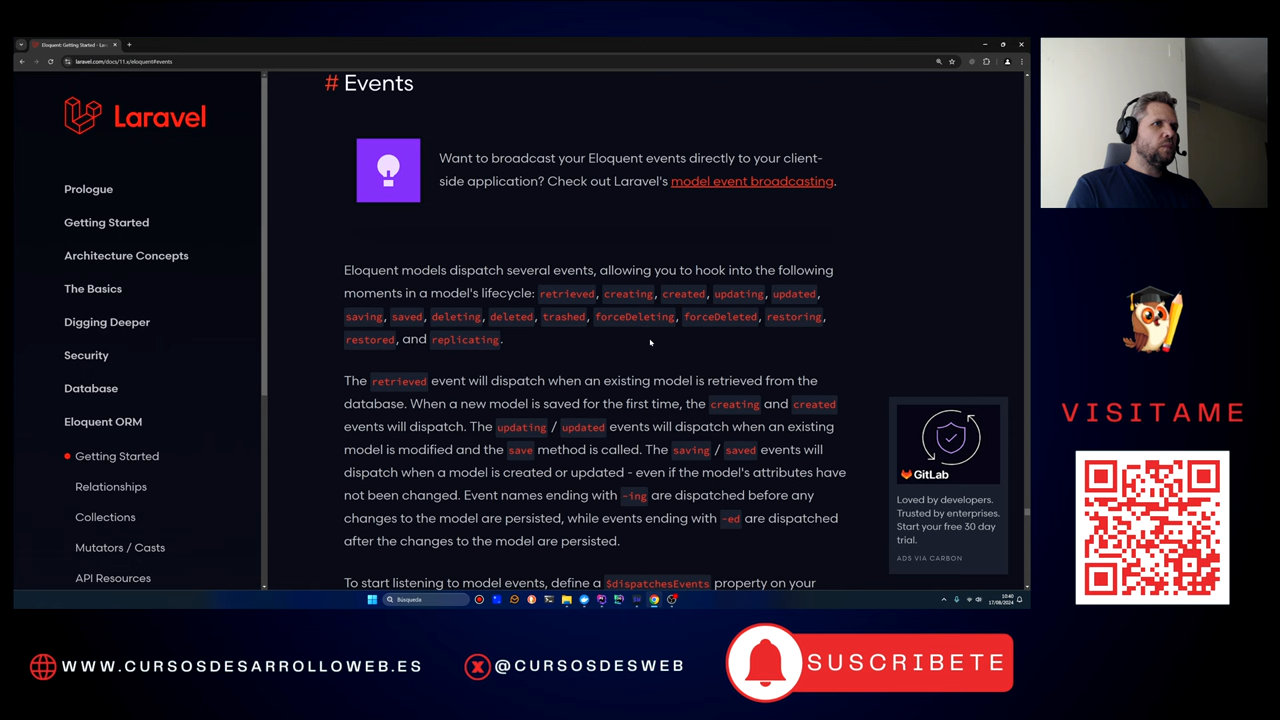 Eloquent: Getting Started - La
laravel.com/docs/11.x/eloquent#events
Laravel
Prologue
Getting Started
Architecture Concepts
The Basics
Digging Deeper
Security
Database
Eloquent ORM
Getting Started
Relationships
Collections
Mutators / Casts
API Resources
# Events
Want to broadcast your Eloquent events directly to your client-
side application? Check out Laravel's model event broadcasting.
Eloquent models dispatch several events, allowing you to hook into the following
moments in a model's lifecycle: retrieved, creating, created, updating, updated,
saving, saved, deleting, deleted, trashed, forceDeleting, forceDeleted, restoring,
restored, and replicating.
The retrieved event will dispatch when an existing model is retrieved from the
database. When a new model is saved for the first time, the creating and created
events will dispatch. The updating / updated events will dispatch when an existing
model is modified and the save method is called. The saving / saved events will
dispatch when a model is created or updated - even if the model's attributes have
not been changed. Event names ending with -ing are dispatched before any
changes to the model are persisted, while events ending with -ed are dispatched
after the changes to the model are persisted.
To start listening to model events, define a $dispatchesEvents property on your
GitLab
Loved by developers.
Trusted by enterprises.
Start your free 30 day
trial.
ADS VIA CARBON
Búsqueda
10:40
17/08/2024
VISITAME
WWW.CURSOSDESARROLLOWEB.ES
X
@CURSOSDESWEB
SUSCRIBETE